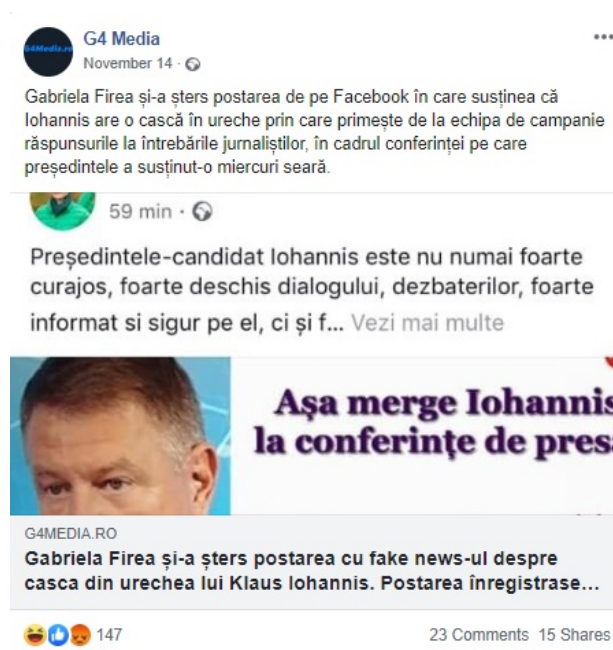 G4Media.ro
G4 Media
November 14 ·
Gabriela Firea și-a șters postarea de pe Facebook în care susținea că
Iohannis are o cască în ureche prin care primește de la echipa de campanie
răspunsurile la întrebările jurnaliștilor, în cadrul conferinței pe care
președintele a susținut-o miercuri seară.
59 min ·
Președintele-candidat Iohannis este nu numai foarte
curajos, foarte deschis dialogului, dezbaterilor, foarte
informat si sigur pe el, ci și f... Vezi mai multe
Așa merge Iohannis
la conferințe de pres
G4MEDIA.RO
Gabriela Firea și-a șters postarea cu fake news-ul despre
casca din urechea lui Klaus Iohannis. Postarea înregistrase...
147
23 Comments 15 Shares